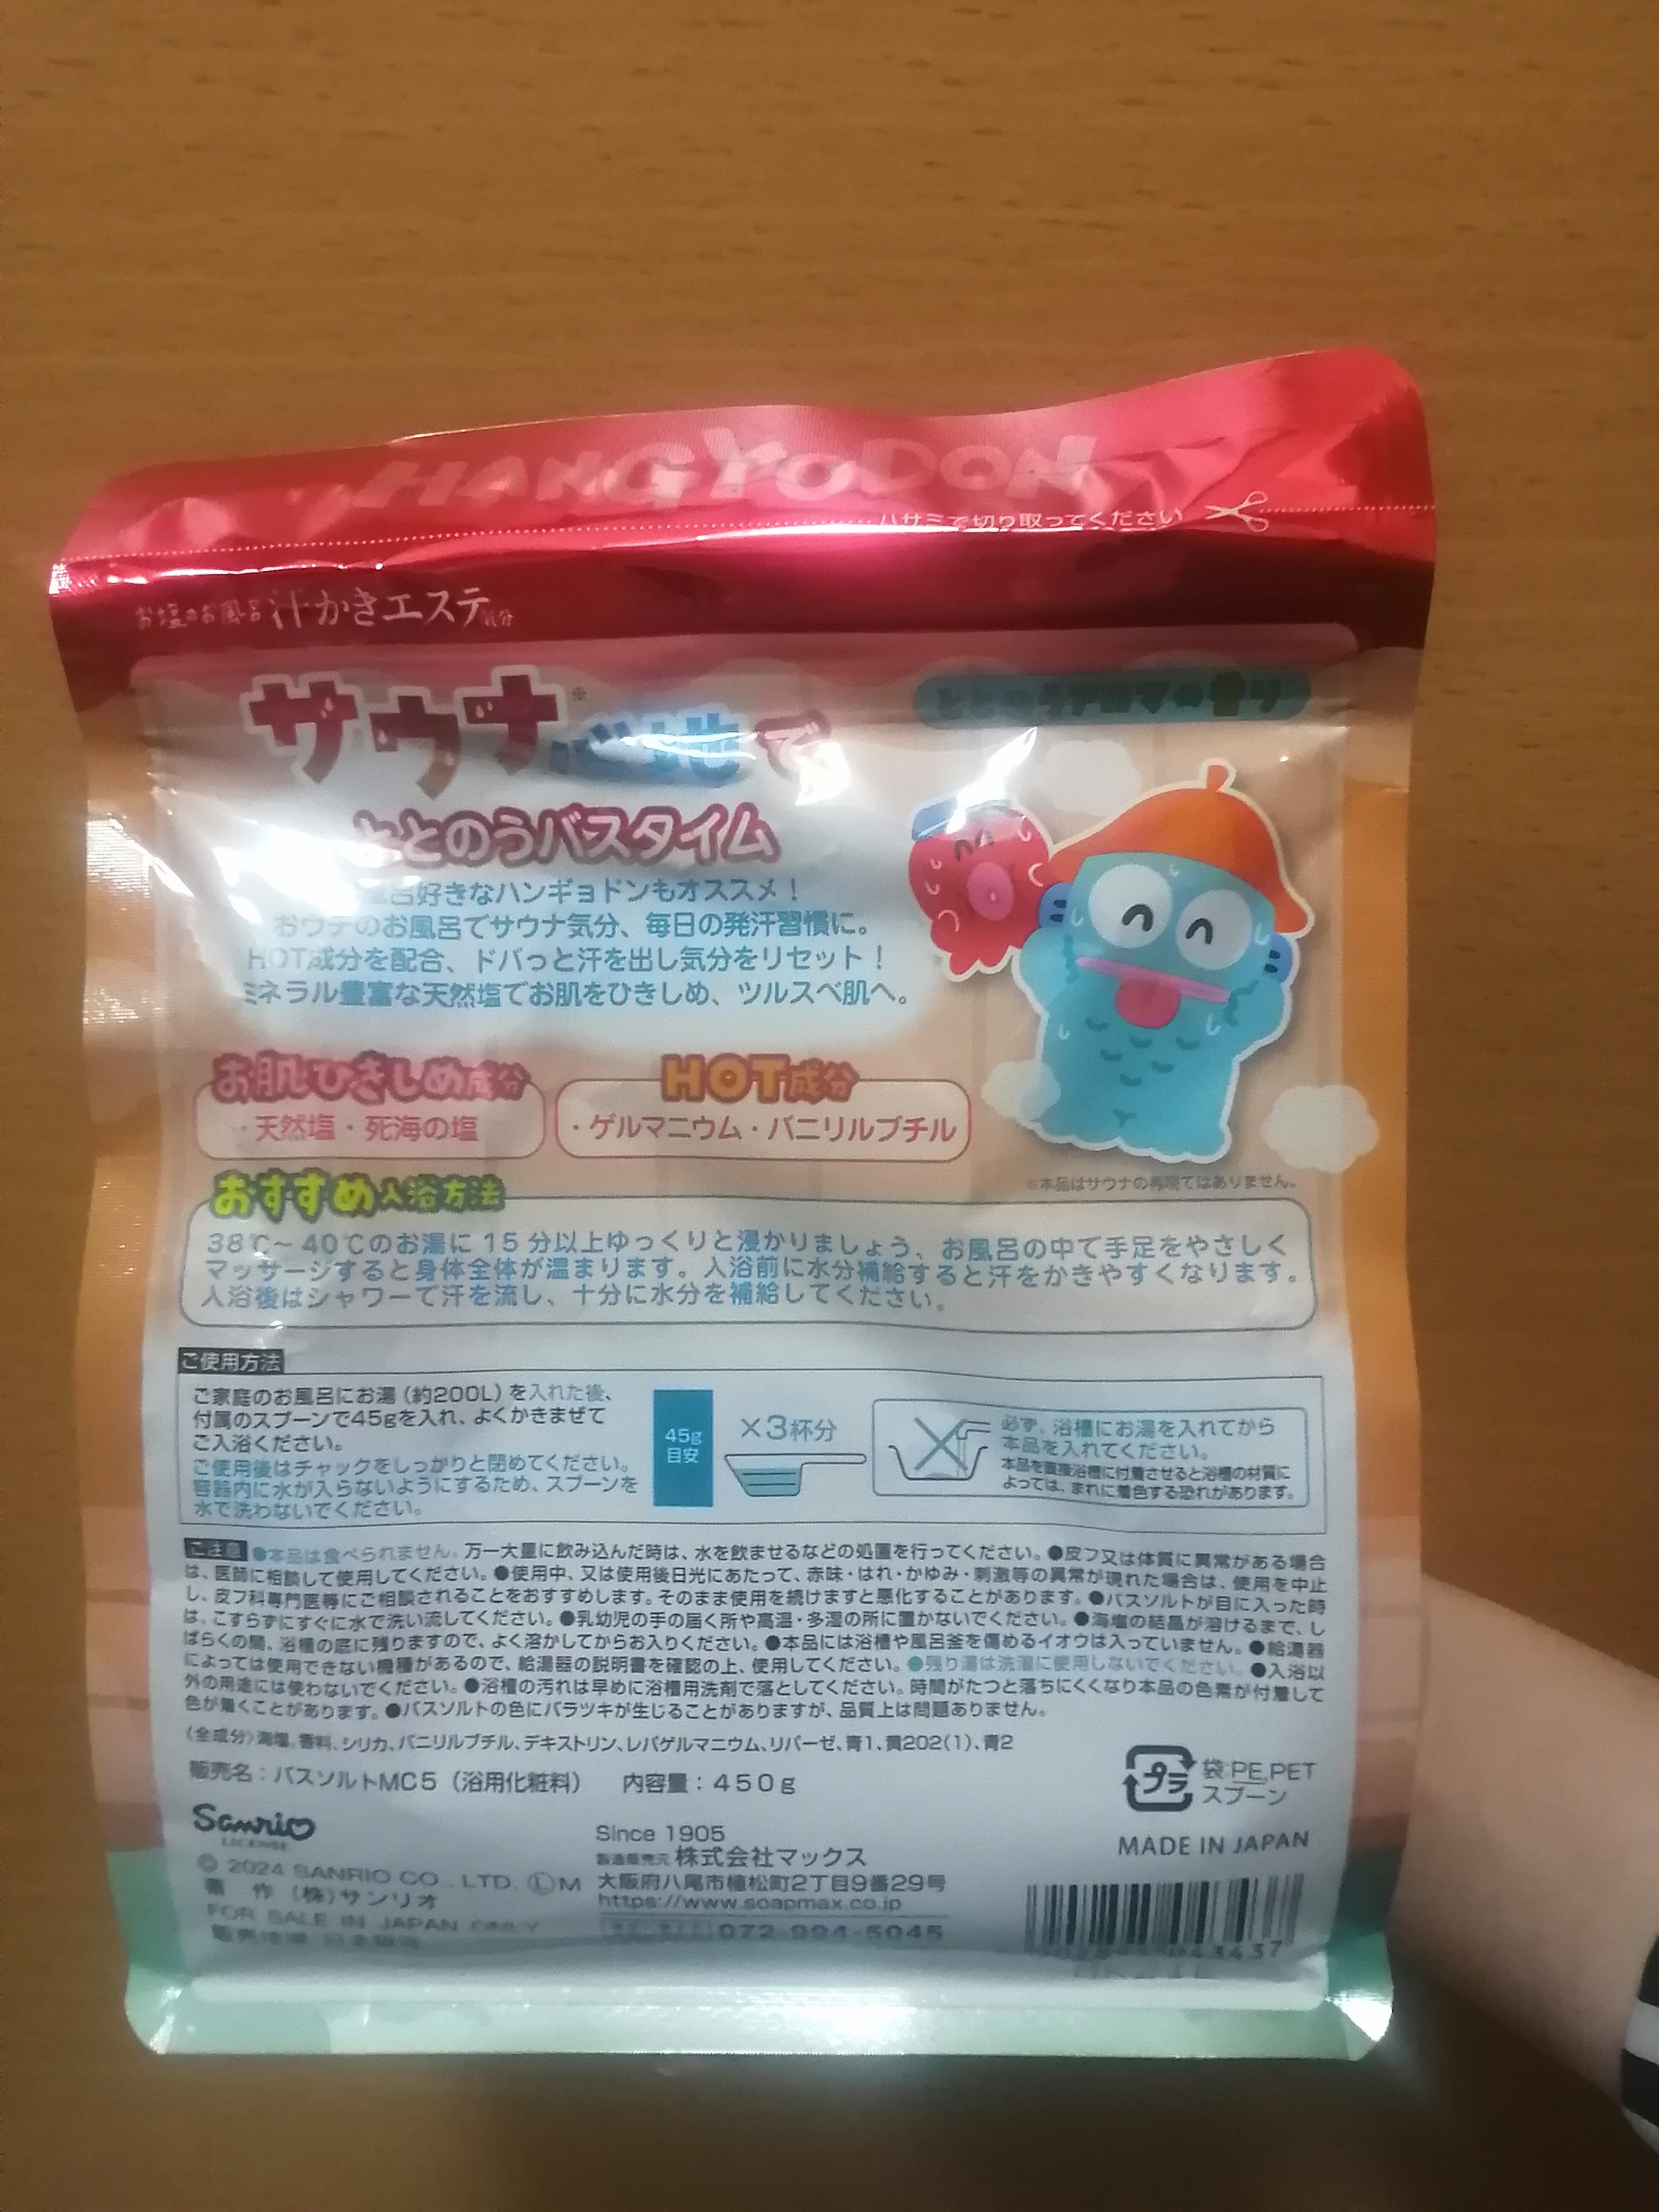 HANGYODON
ハサミで切り取ってください
お塩のお風呂 汁かきエステ気分
サウナ※心地で
ととのうアロマの香り
ととのうバスタイム
風呂好きなハンギョドンもオススメ!
おウチのお風呂でサウナ気分、毎日の発汗習慣に。
HOT成分を配合、ドバっと汗を出し気分をリセット!
ミネラル豊富な天然塩でお肌をひきしめ、ツルスベ肌へ。
お肌ひきしめ成分
・天然塩・死海の塩
HOT成分
・ゲルマニウム・バニリルブチル
※本品はサウナの再現ではありません。
おすすめ入浴方法
38℃~40℃のお湯に15分以上ゆっくりと浸かりましょう、お風呂の中で手足をやさしく
マッサージすると身体全体が温まります。入浴前に水分補給すると汗をかきやすくなります。
入浴後はシャワーで汗を流し、十分に水分を補給してください。
ご使用方法
ご家庭のお風呂にお湯(約200L)を入れた後、
付属のスプーンで45gを入れ、よくかきまぜて
ご入浴ください。
ご使用後はチャックをしっかりと閉めてください。
容器内に水が入らないようにするため、スプーンを
水で洗わないでください。
45g
目安
×3杯分
必ず、浴槽にお湯を入れてから
本品を入れてください。
本品を直接浴槽に付着させると浴槽の材質に
よっては、まれに着色する恐れがあります。
ご注意 ●本品は食べられません。万一大量に飲み込んだ時は、水を飲ませるなどの処置を行ってください。●皮フ又は体質に異常がある場合
は、医師に相談して使用してください。●使用中、又は使用後日光にあたって、赤味・はれ・かゆみ・刺激等の異常が現れた場合は、使用を中止
し、皮フ科専門医等にご相談されることをおすすめします。そのまま使用を続けますと悪化することがあります。●バスソルトが目に入った時
は、こすらずにすぐに水で洗い流してください。●乳幼児の手の届く所や高温・多湿の所に置かないでください。●海塩の結晶が溶けるまで、し
ばらくの間、浴槽の底に残りますので、よく溶かしてからお入りください。●本品には浴槽や風呂釜を傷めるイオウは入っていません。●給湯器
によっては使用できない機種があるので、給湯器の説明書を確認の上、使用してください。●残り湯は洗濯に使用しないでください。●入浴以
外の用途には使わないでください。●浴槽の汚れは早めに浴槽用洗剤で落としてください。時間がたつと落ちにくくなり本品の色素が付着して
色が着くことがあります。●バスソルトの色にバラツキが生じることがありますが、品質上は問題ありません。
(全成分)海塩、香料、シリカ、バニリルブチル、デキストリン、レパゲルマニウム、リパーゼ、青1、黄202(1)、青2
販売名:バスソルトMC5(浴用化粧料) 内容量:450g
プラ
袋:PE,PET
スプーン
MADE IN JAPAN
Sanrio
LICENSE
© 2024 SANRIO CO., LTD. ⓁM
著 作 (株)サンリオ
FOR SALE IN JAPAN ONLY
販売地域 日本国内
Since 1905
製造販売元 株式会社マックス
大阪府八尾市植松町2丁目9番29号
https://www.soapmax.co.jp
072-994-5045